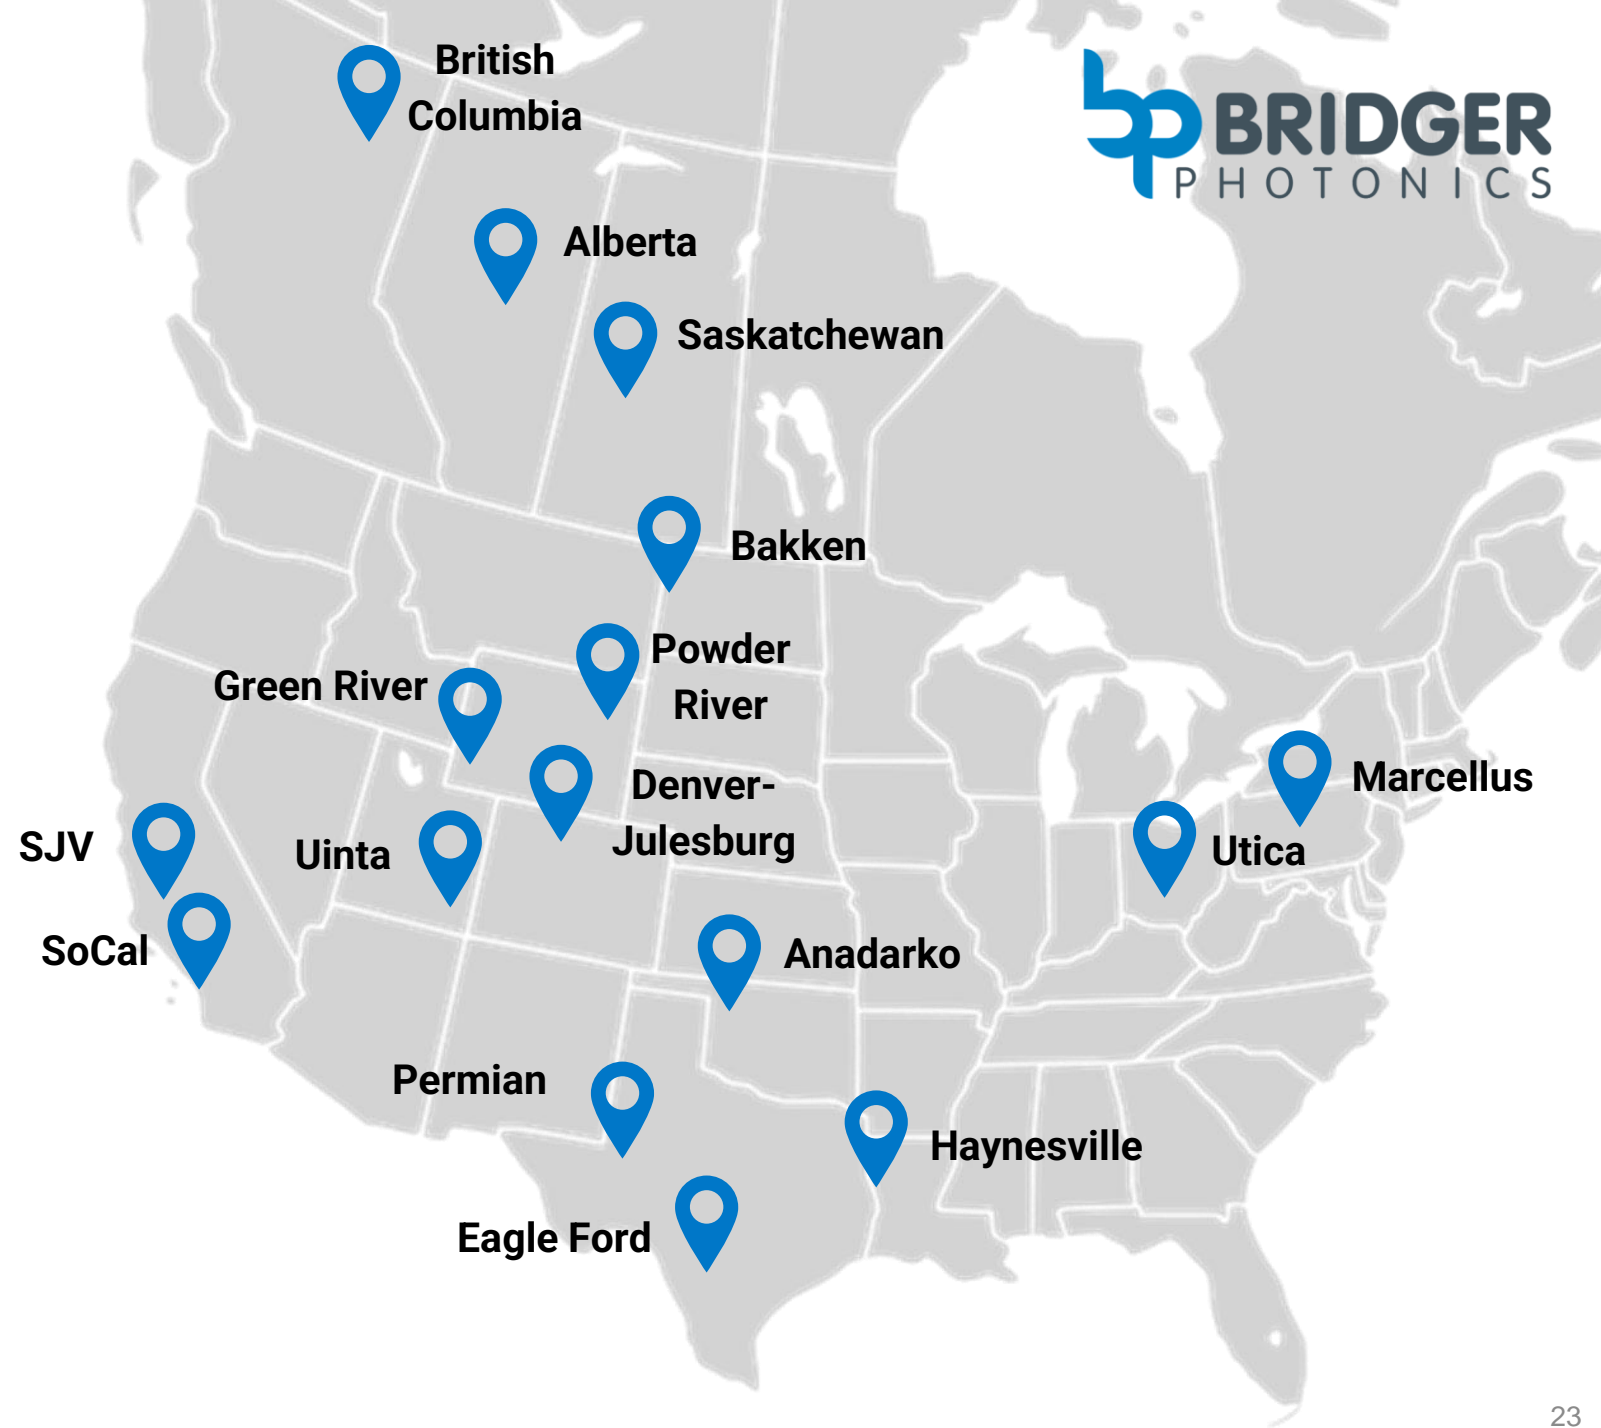 British
Columbia
BRIDGER
PHOTONICS
Alberta
Saskatchewan
Bakken
Powder
River
Green River
Denver-
Julesburg
Marcellus
SJV
Uinta
Utica
SoCal
Anadarko
Permian
Haynesville
Eagle Ford
23